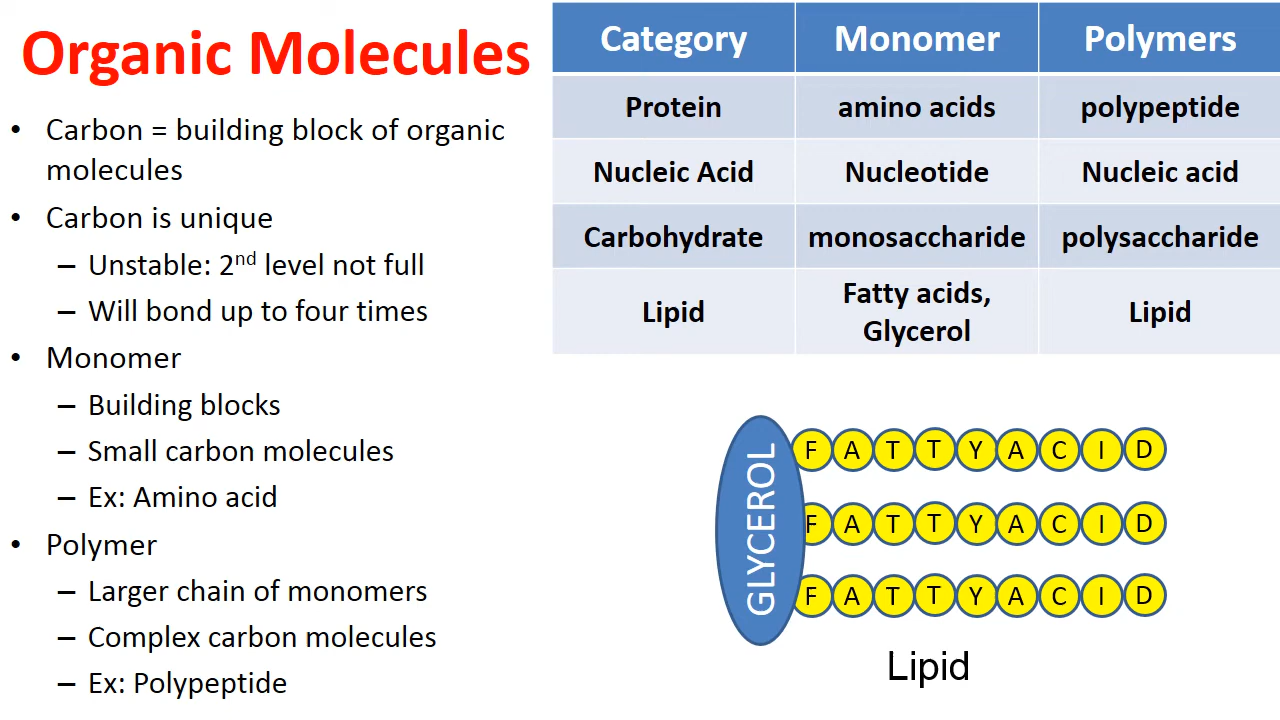 Organic Molecules
• Carbon = building block of organic
molecules
• Carbon is unique
– Unstable: 2nd level not full
– Will bond up to four times
• Monomer
– Building blocks
– Small carbon molecules
– Ex: Amino acid
• Polymer
– Larger chain of monomers
– Complex carbon molecules
– Ex: Polypeptide
Category Monomer Polymers
Protein amino acids polypeptide
Nucleic Acid Nucleotide Nucleic acid
Carbohydrate monosaccharide polysaccharide
Lipid Fatty acids, Lipid
Glycerol
GLYCEROL
F A T T Y A C I D
F A T T Y A C I D
F A T T Y A C I D
Lipid